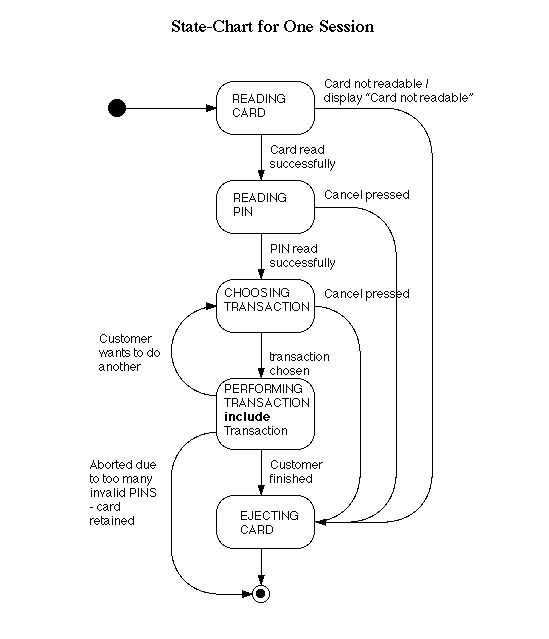 State-Chart for One Session
READING
CARD
Card not readable /
display "Card not readable"
Card read
successfully
READING
PIN
Cancel pressed
PIN read
successfully
CHOOSING
TRANSACTION
Cancel pressed
Customer
wants to do
another
transaction
chosen
PERFORMING
TRANSACTION
include
Transaction
Aborted due
to too many
invalid PINS
- card
retained
Customer
finished
EJECTING
CARD